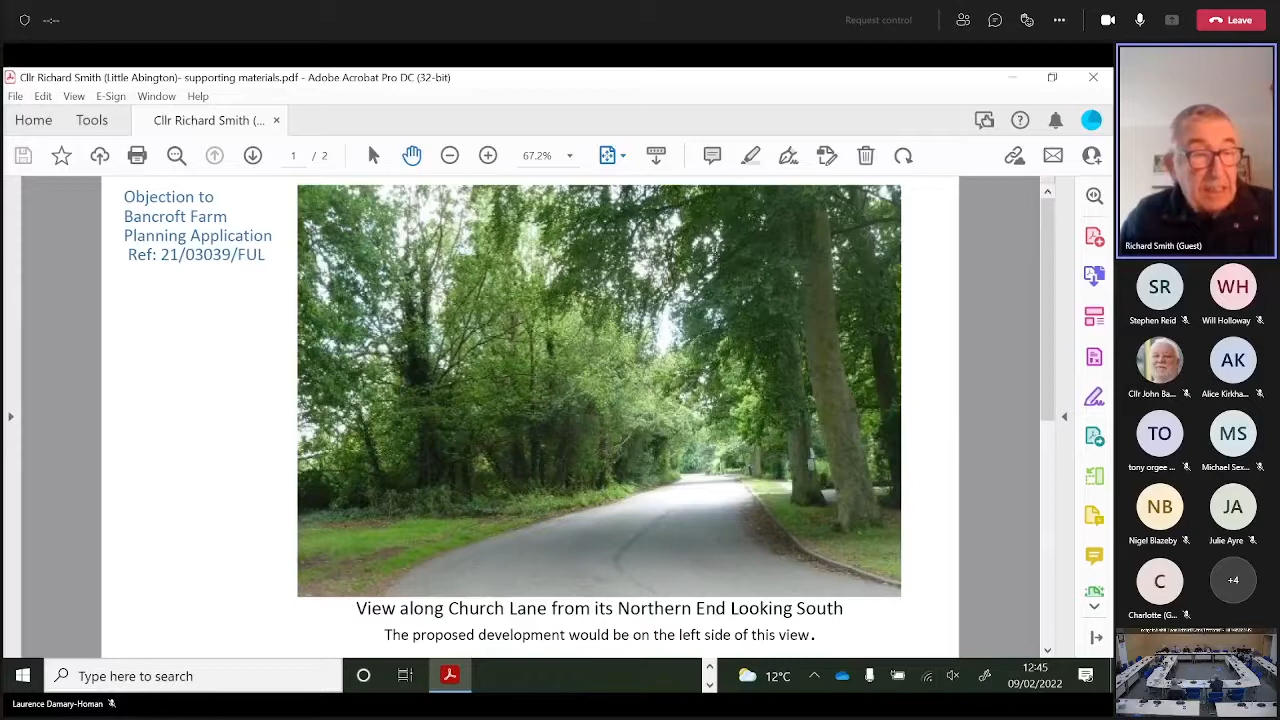 --:--
Request control
Leave
Cllr Richard Smith (Little Abington)- supporting materials.pdf - Adobe Acrobat Pro DC (32-bit)
File Edit View E-Sign Window Help
Home Tools Cllr Richard Smith (...
1 / 2
67.2%
Objection to
Bancroft Farm
Planning Application
Ref: 21/03039/FUL
View along Church Lane from its Northern End Looking South
The proposed development would be on the left side of this view.
Richard Smith (Guest)
SR
WH
Stephen Reid
Will Holloway
AK
Cllr John Ba...
Alice Kirkha...
TO
MS
tony orgee ...
Michael Sex...
NB
JA
Nigel Blazeby
Julie Ayre
C
+4
Charlotte (G...
Type here to search
12°C
12:45
09/02/2022
Laurence Damary-Homan